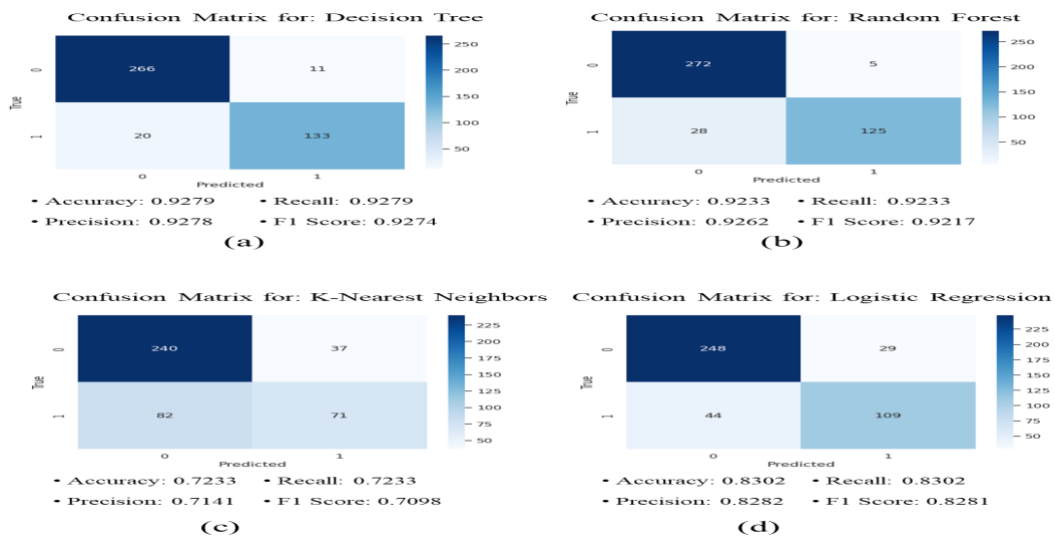 Confusion Matrix for: Decision Tree
0
266
11
1
20
133
True
0
1
Predicted
250
200
150
100
50
• Accuracy: 0.9279 • Recall: 0.9279
• Precision: 0.9278 • F1 Score: 0.9274
(a)
Confusion Matrix for: Random Forest
0
272
5
1
28
125
True
0
1
Predicted
250
200
150
100
50
• Accuracy: 0.9233 • Recall: 0.9233
• Precision: 0.9262 • F1 Score: 0.9217
(b)
Confusion Matrix for: K-Nearest Neighbors
0
240
37
1
82
71
True
0
1
Predicted
225
200
175
150
125
100
75
50
• Accuracy: 0.7233 • Recall: 0.7233
• Precision: 0.7141 • F1 Score: 0.7098
(c)
Confusion Matrix for: Logistic Regression
0
248
29
1
44
109
True
0
1
Predicted
225
200
175
150
125
100
75
50
• Accuracy: 0.8302 • Recall: 0.8302
• Precision: 0.8282 • F1 Score: 0.8281
(d)